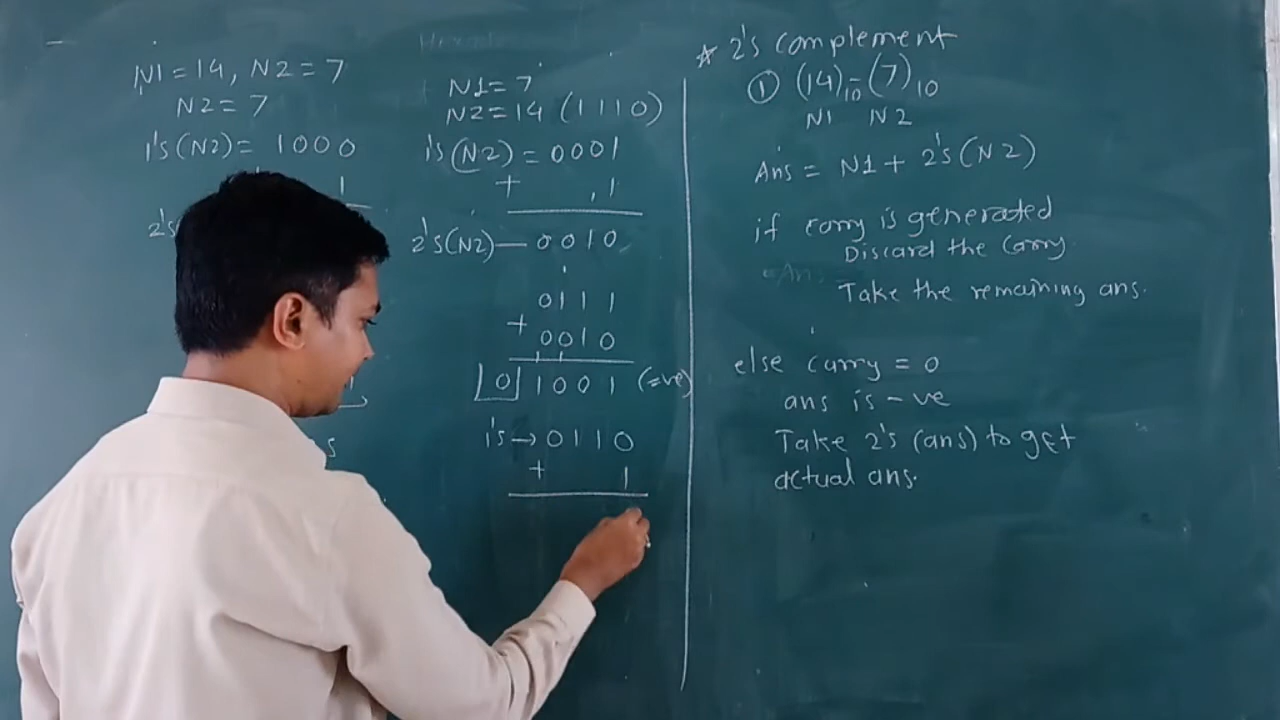 N1 = 14, N2 = 7
N2 = 7
1's (N2) = 1000
1
2's
s
N1 = 7
N2 = 14 (1110)
1's (N2) = 0001
+ 1
2's (N2) — 0010
1
0111
+ 0010
0 1001 (-ve)
1's → 0110
+ 1
* 2's complement
① (14)10 - (7)10
N1 N2
Ans = N1 + 2's (N2)
if carry is generated
Discard the carry
Take the remaining ans.
else carry = 0
ans is -ve
Take 2's (ans) to get
actual ans.